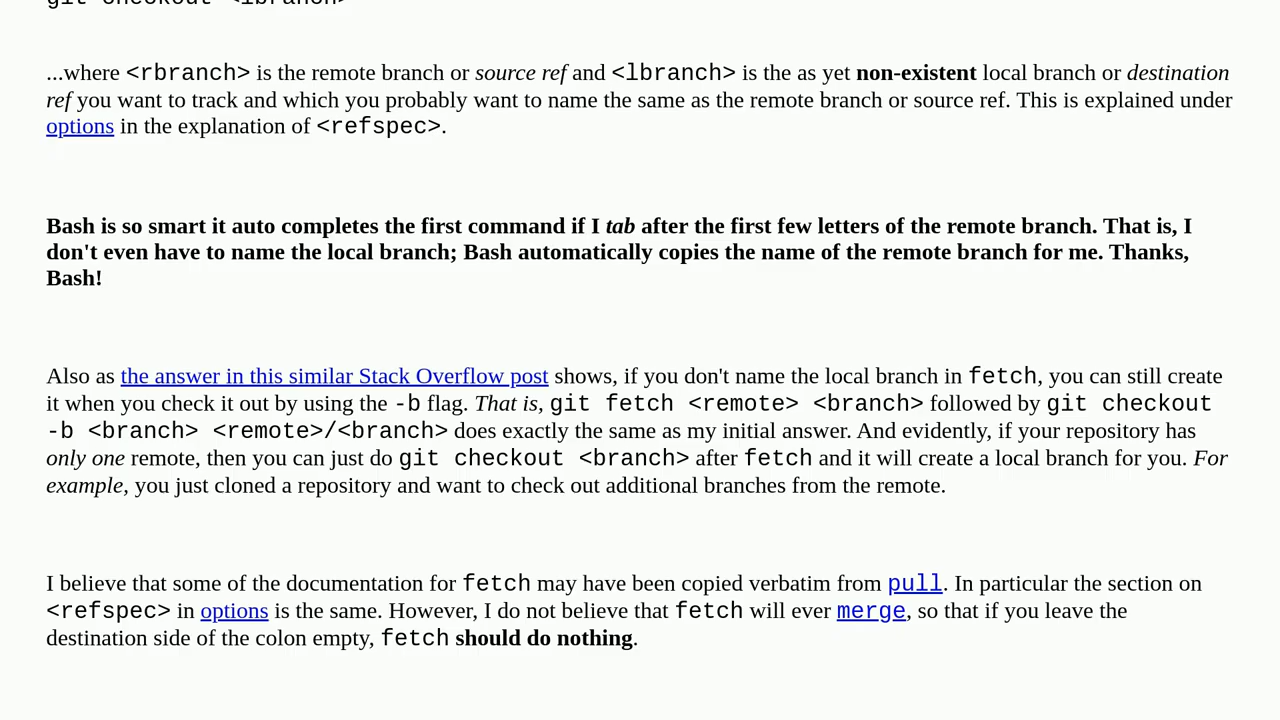 git checkout <lbranch>
...where <rbranch> is the remote branch or source ref and <lbranch> is the as yet non-existent local branch or destination
ref you want to track and which you probably want to name the same as the remote branch or source ref. This is explained under
options in the explanation of <refspec>.
Bash is so smart it auto completes the first command if I tab after the first few letters of the remote branch. That is, I
don't even have to name the local branch; Bash automatically copies the name of the remote branch for me. Thanks,
Bash!
Also as the answer in this similar Stack Overflow post shows, if you don't name the local branch in fetch, you can still create
it when you check it out by using the -b flag. That is, git fetch <remote> <branch> followed by git checkout
-b <branch> <remote>/<branch> does exactly the same as my initial answer. And evidently, if your repository has
only one remote, then you can just do git checkout <branch> after fetch and it will create a local branch for you. For
example, you just cloned a repository and want to check out additional branches from the remote.
I believe that some of the documentation for fetch may have been copied verbatim from pull. In particular the section on
<refspec> in options is the same. However, I do not believe that fetch will ever merge, so that if you leave the
destination side of the colon empty, fetch should do nothing.